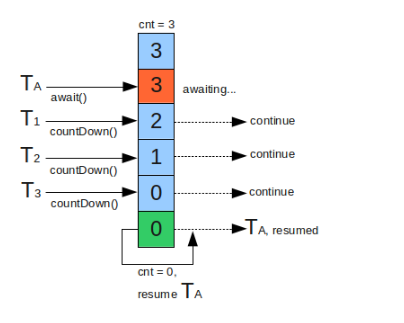 cnt = 3
3
TA await() 3 awaiting...
T1 countDown() 2 continue
T2 countDown() 1 continue
T3 countDown() 0 continue
0 TA, resumed
cnt = 0,
resume TA